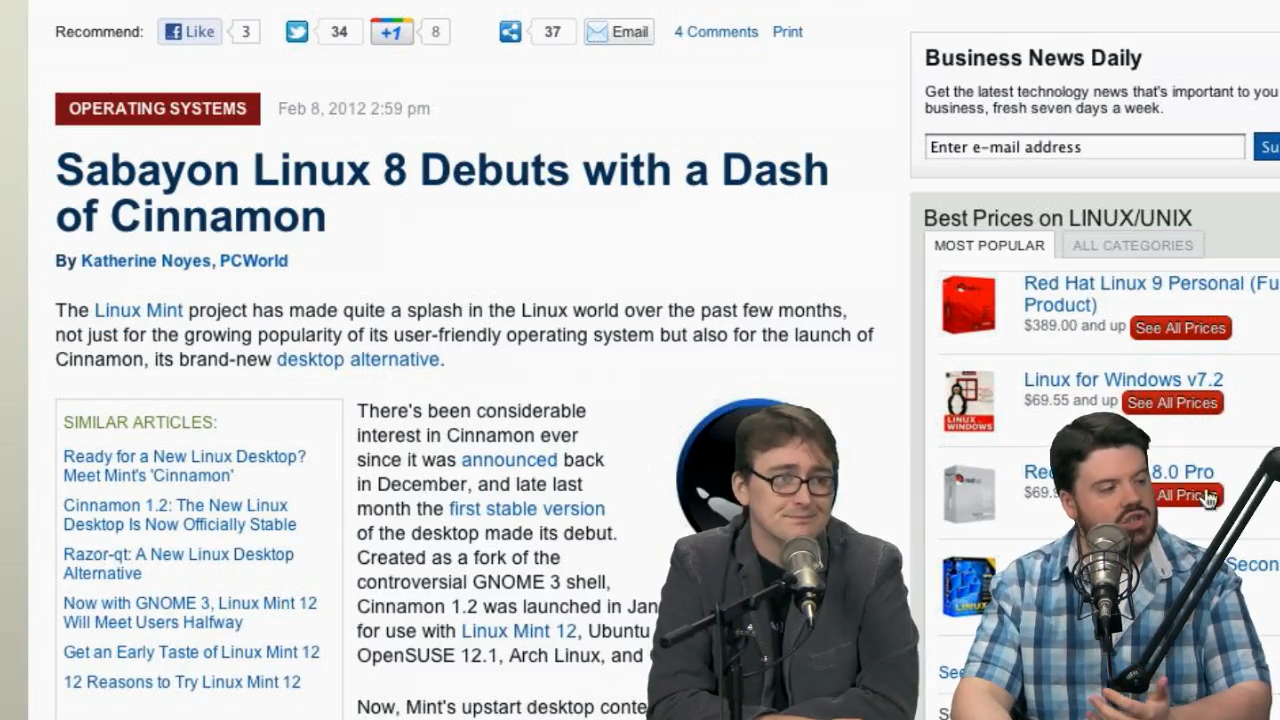 Recommend: Like 3 34 +1 8 37 Email 4 Comments Print
OPERATING SYSTEMS Feb 8, 2012 2:59 pm
Sabayon Linux 8 Debuts with a Dash
of Cinnamon
By Katherine Noyes, PCWorld
The Linux Mint project has made quite a splash in the Linux world over the past few months,
not just for the growing popularity of its user-friendly operating system but also for the launch of
Cinnamon, its brand-new desktop alternative.
SIMILAR ARTICLES:
Ready for a New Linux Desktop?
Meet Mint's 'Cinnamon'
Cinnamon 1.2: The New Linux
Desktop Is Now Officially Stable
Razor-qt: A New Linux Desktop
Alternative
Now with GNOME 3, Linux Mint 12
Will Meet Users Halfway
Get an Early Taste of Linux Mint 12
12 Reasons to Try Linux Mint 12
There's been considerable
interest in Cinnamon ever
since it was announced back
in December, and late last
month the first stable version
of the desktop made its debut.
Created as a fork of the
controversial GNOME 3 shell,
Cinnamon 1.2 was launched in Jan
for use with Linux Mint 12, Ubuntu
OpenSUSE 12.1, Arch Linux, and
Now, Mint's upstart desktop conte
Business News Daily
Get the latest technology news that's important to you
business, fresh seven days a week.
Enter e-mail address Su
Best Prices on LINUX/UNIX
MOST POPULAR ALL CATEGORIES
Red Hat Linux 9 Personal (Fu
Product)
$389.00 and up See All Prices
Linux for Windows v7.2
$69.55 and up See All Prices
LINUX
WINDOWS
Re 8.0 Pro
$69. All Prices
Secon
LINUX
See
S